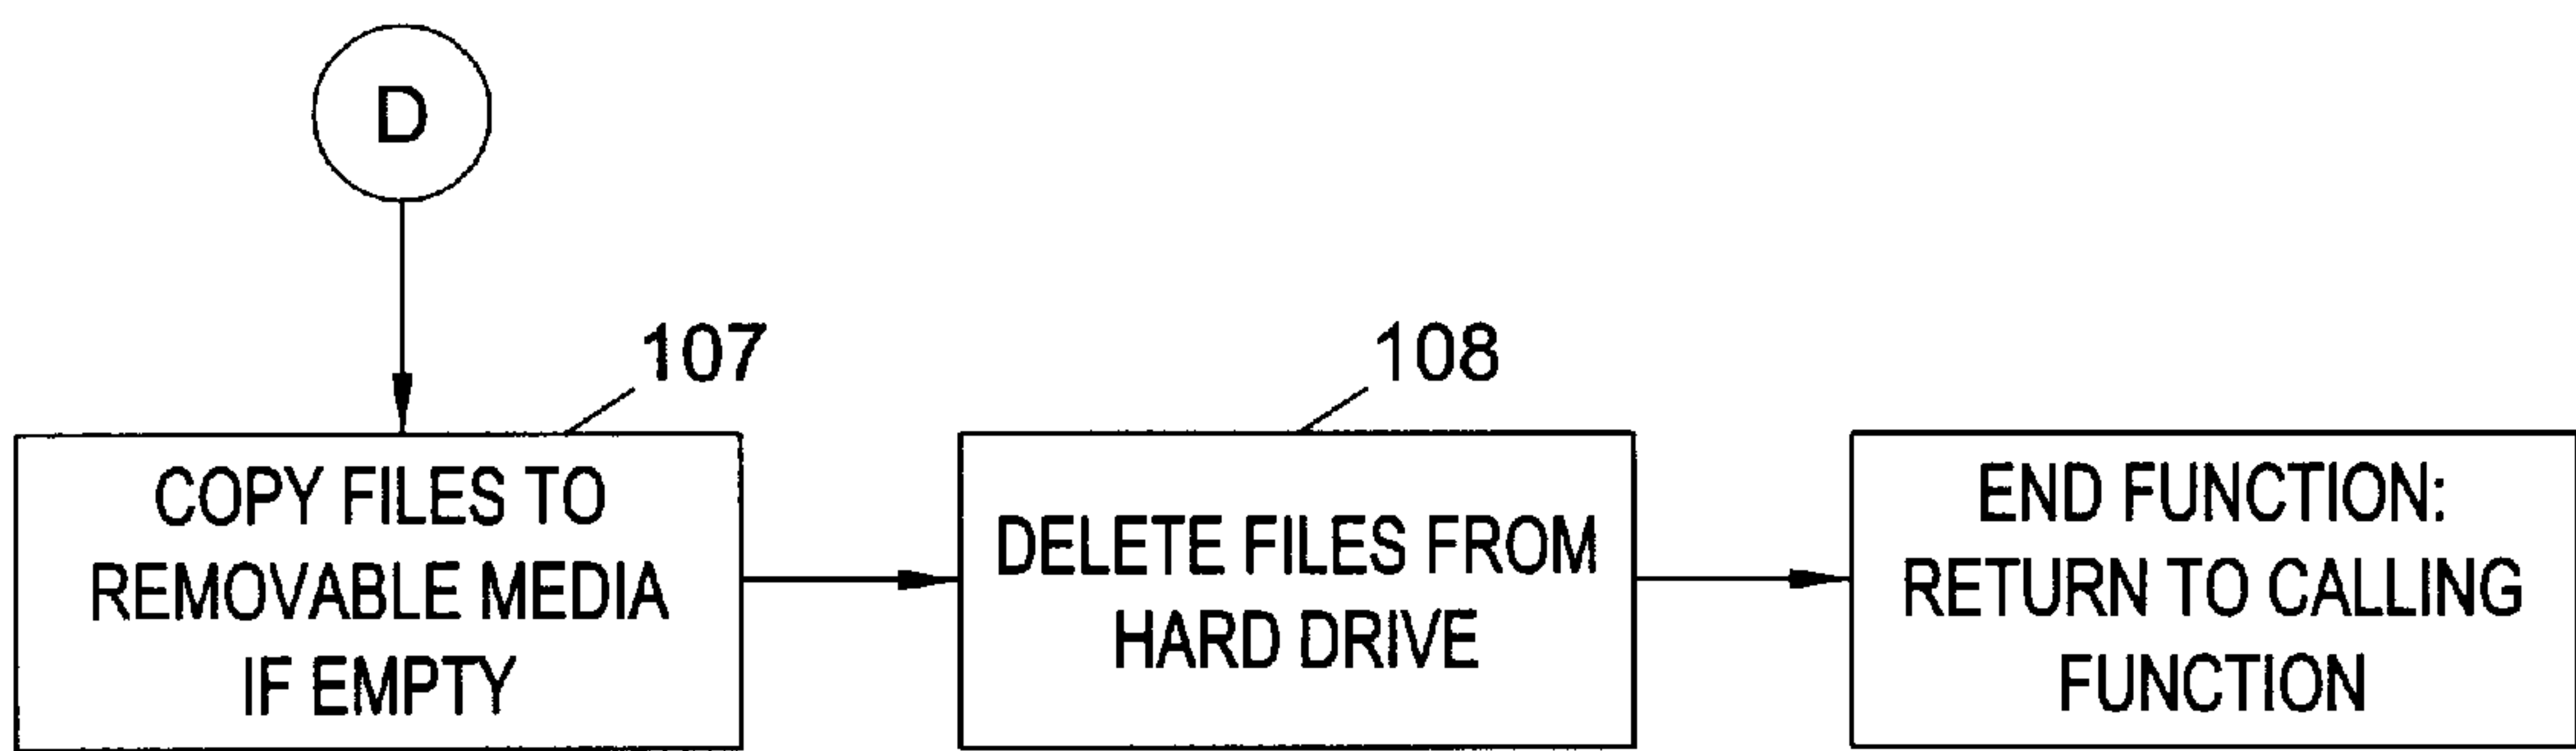 D
107
COPY FILES TO
REMOVABLE MEDIA
IF EMPTY
108
DELETE FILES FROM
HARD DRIVE
END FUNCTION:
RETURN TO CALLING
FUNCTION